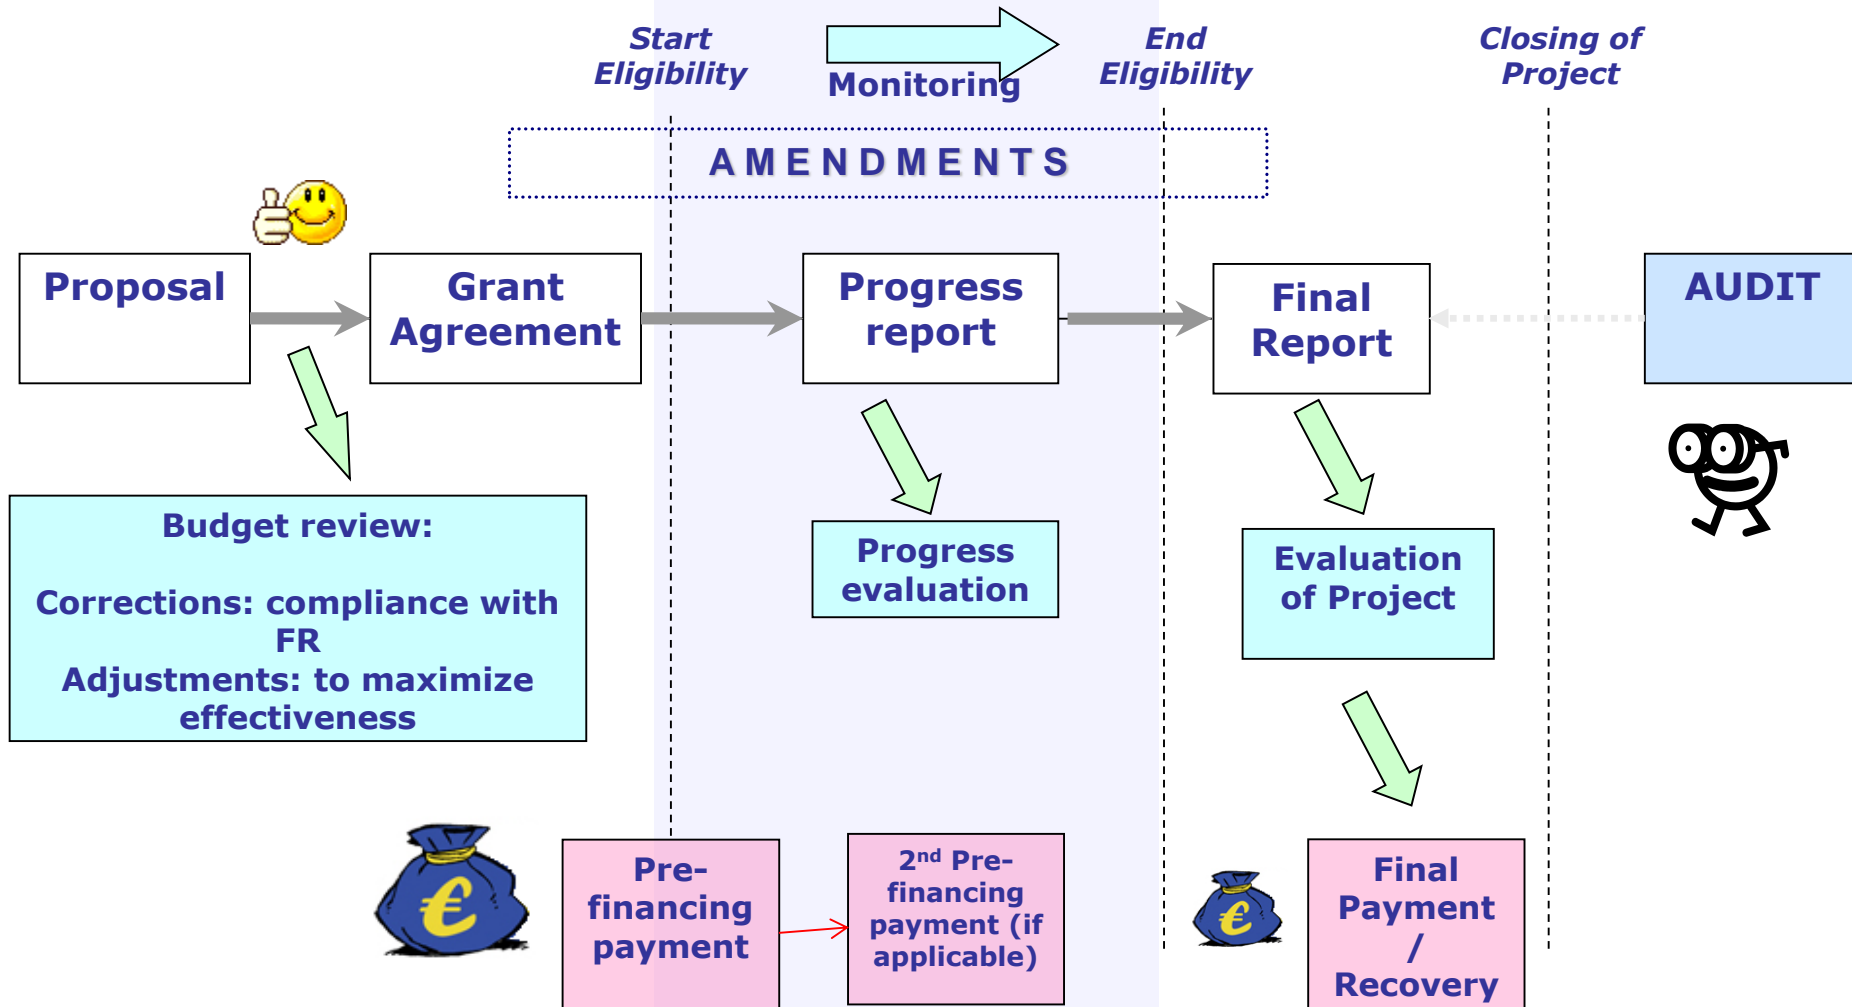 Start
Eligibility
Monitoring
End
Eligibility
Closing of
Project
AMENDMENTS
Proposal
Grant
Agreement
Progress
report
Final
Report
AUDIT
Budget review:
Corrections: compliance with
FR
Adjustments: to maximize
effectiveness
Progress
evaluation
Evaluation
of Project
€
Pre-
financing
payment
2nd Pre-
financing
payment (if
applicable)
€
Final
Payment
/
Recovery